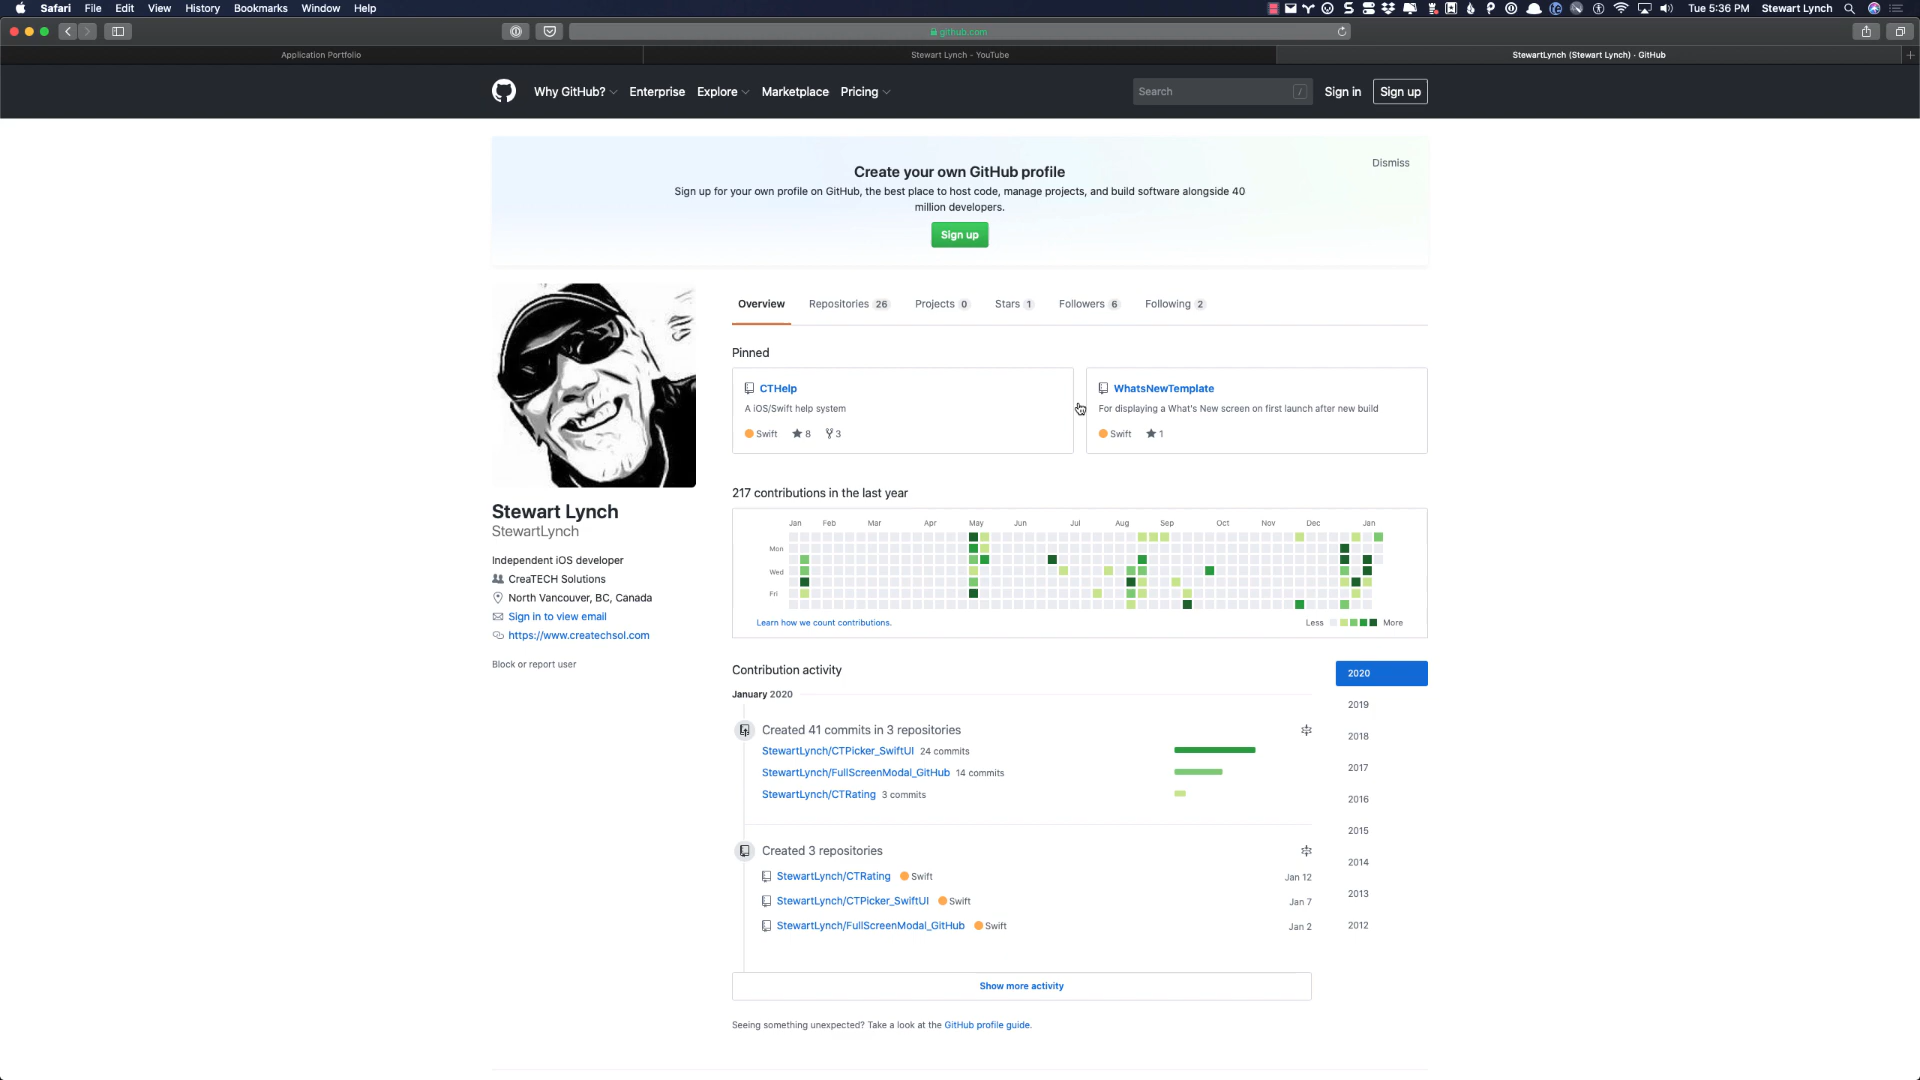 Safari File Edit View History Bookmarks Window Help
Tue 5:36 PM Stewart Lynch
github.com
Application Portfolio
Stewart Lynch - YouTube
StewartLynch (Stewart Lynch) · GitHub
Why GitHub? Enterprise Explore Marketplace Pricing
Search /
Sign in
Sign up
Create your own GitHub profile
Dismiss
Sign up for your own profile on GitHub, the best place to host code, manage projects, and build software alongside 40
million developers.
Sign up
Overview Repositories 26 Projects 0 Stars 1 Followers 6 Following 2
Pinned
CTHelp
A iOS/Swift help system
Swift 8 3
WhatsNewTemplate
For displaying a What's New screen on first launch after new build
Swift 1
Stewart Lynch
StewartLynch
Independent iOS developer
CreaTECH Solutions
North Vancouver, BC, Canada
Sign in to view email
https://www.createchsol.com
Block or report user
217 contributions in the last year
Jan Feb Mar Apr May Jun Jul Aug Sep Oct Nov Dec Jan
Mon
Wed
Fri
Learn how we count contributions.
Less More
Contribution activity
January 2020
Created 41 commits in 3 repositories
StewartLynch/CTPicker_SwiftUI 24 commits
StewartLynch/FullScreenModal_GitHub 14 commits
StewartLynch/CTRating 3 commits
Created 3 repositories
StewartLynch/CTRating Swift Jan 12
StewartLynch/CTPicker_SwiftUI Swift Jan 7
StewartLynch/FullScreenModal_GitHub Swift Jan 2
Show more activity
Seeing something unexpected? Take a look at the GitHub profile guide.
2020
2019
2018
2017
2016
2015
2014
2013
2012